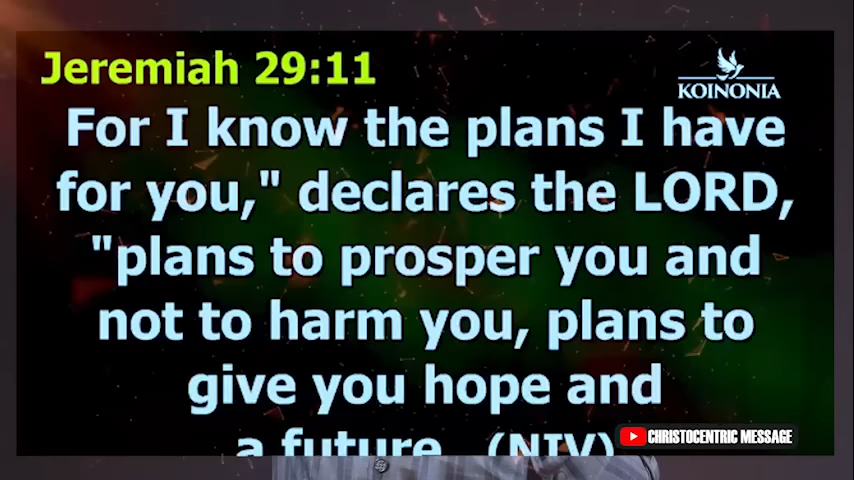 Jeremiah 29:11
KOINONIA
For I know the plans I have
for you," declares the LORD,
"plans to prosper you and
not to harm you, plans to
give you hope and
a future. (NIV)
CHRISTOCENTRIC MESSAGE